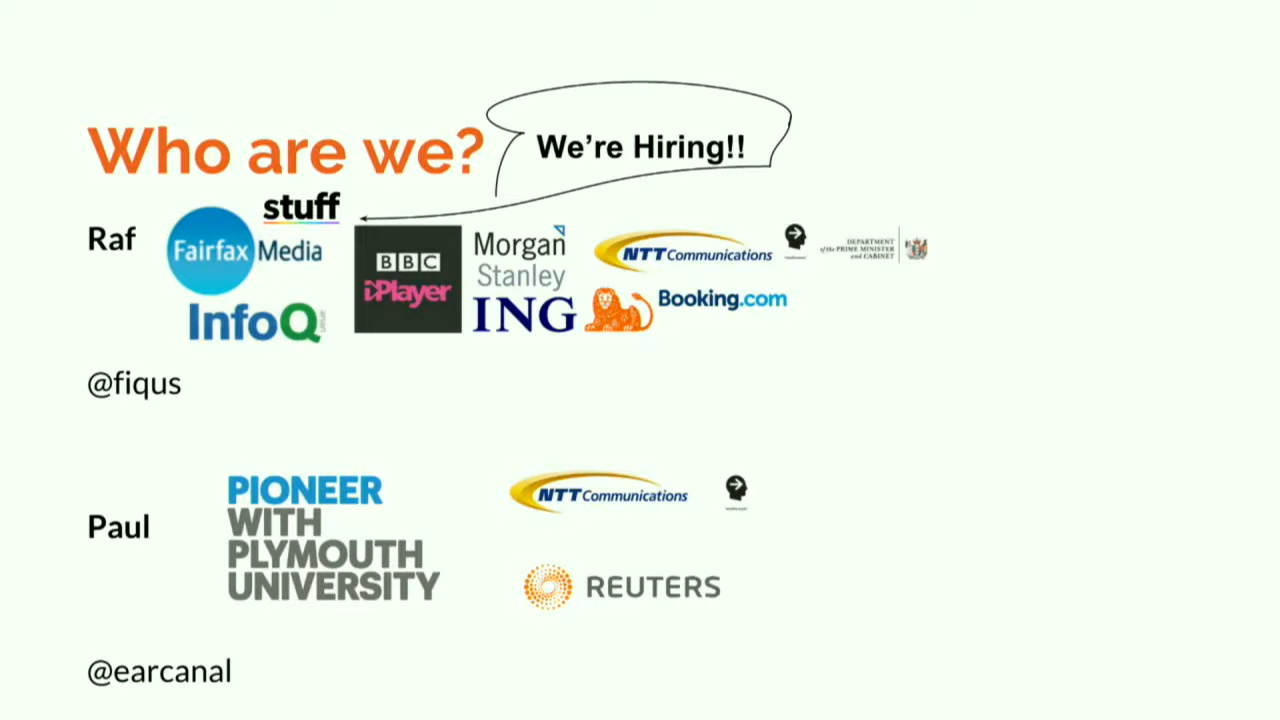 Who are we?
We're Hiring!!
Raf
stuff
Fairfax Media
InfoQ
BBC
iPlayer
Morgan
Stanley
ING
NTT Communications
Booking.com
DEPARTMENT
of the PRIME MINISTER
and CABINET
@fiqus
Paul
PIONEER
WITH
PLYMOUTH
UNIVERSITY
NTT Communications
REUTERS
@earcanal